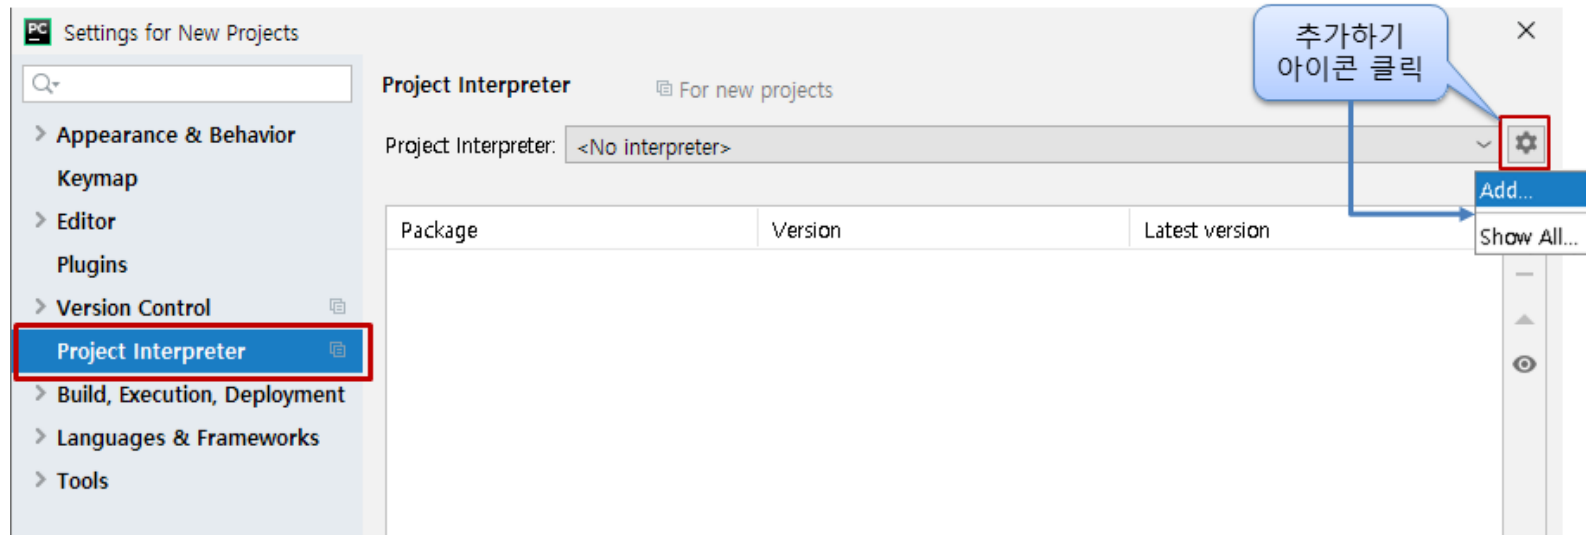 PC Settings for New Projects
추가하기
아이콘 클릭
Project Interpreter
For new projects
Appearance & Behavior
Keymap
Editor
Plugins
Version Control
Project Interpreter
Build, Execution, Deployment
Languages & Frameworks
Tools
Project Interpreter: <No interpreter>
Add...
Show All...
Package Version Latest version